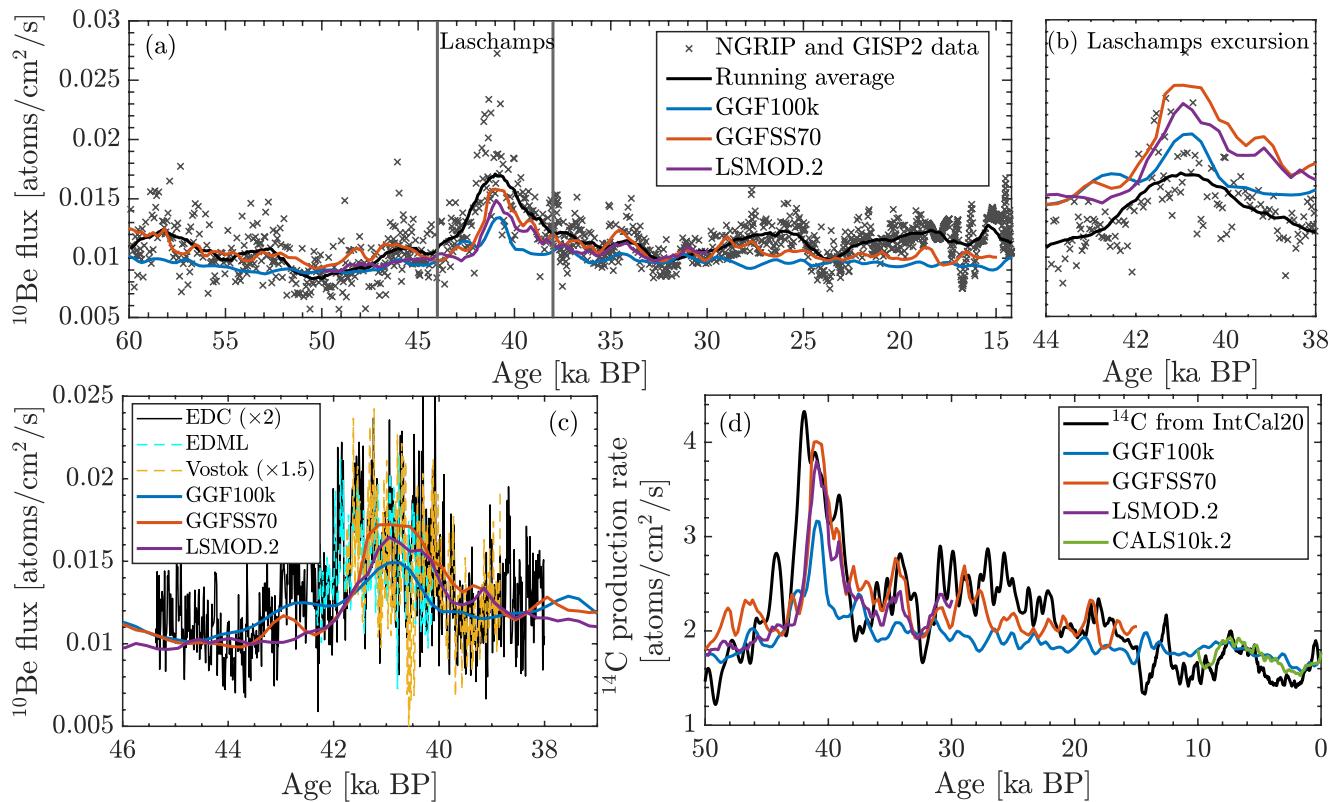 (a)
Laschamps
NGRIP and GISP2 data
Running average
GGF100k
GGFSS70
LSMOD.2
0.03
0.025
0.02
0.015
0.01
0.005
¹⁰Be flux [atoms/cm²/s]
60 55 50 45 40 35 30 25 20 15
Age [ka BP]
(b) Laschamps excursion
44 42 40 38
Age [ka BP]
(c)
EDC (×2)
EDML
Vostok (×1.5)
GGF100k
GGFSS70
LSMOD.2
0.025
0.02
0.015
0.01
0.005
¹⁰Be flux [atoms/cm²/s]
46 44 42 40 38
Age [ka BP]
(d)
¹⁴C from IntCal20
GGF100k
GGFSS70
LSMOD.2
CALS10k.2
4
3
2
1
¹⁴C production rate
[atoms/cm²/s]
50 40 30 20 10 0
Age [ka BP]